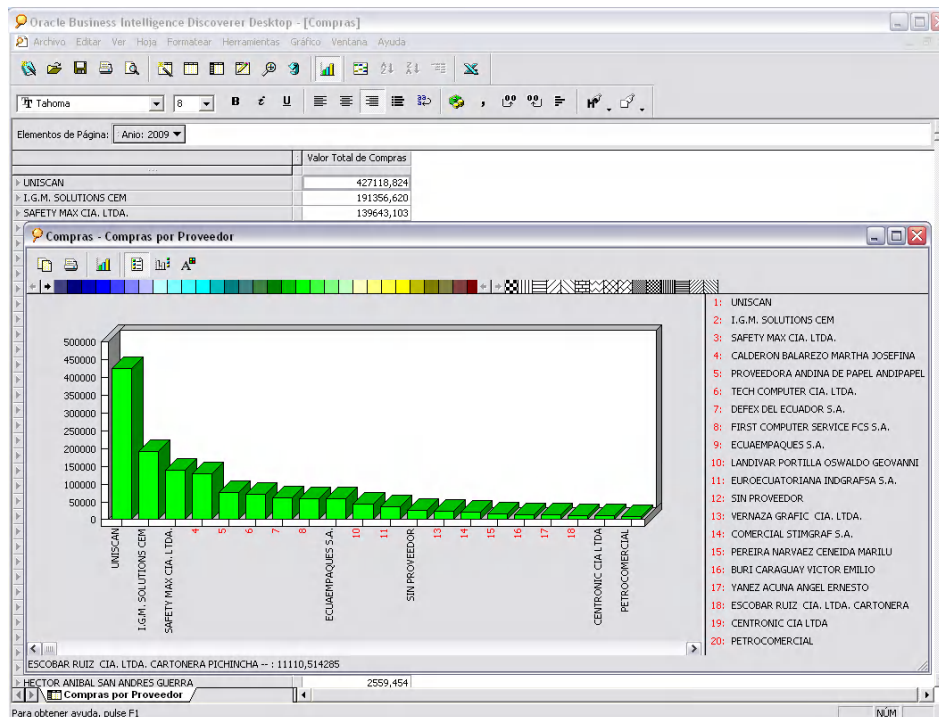 Oracle Business Intelligence Discoverer Desktop - [Compras]
Archivo Editar Ver Hoja Formatear Herramientas Gráfico Ventana Ayuda
Tahoma 8 B i U
Elementos de Página: Anio: 2009
Valor Total de Compras
UNISCAN 427118,824
I.G.M. SOLUTIONS CEM 191356,620
SAFETY MAX CIA. LTDA. 139643,103
Compras - Compras por Proveedor
500000
450000
400000
350000
300000
250000
200000
150000
100000
50000
0
UNISCAN
I.G.M. SOLUTIONS CEM
SAFETY MAX CIA. LTDA.
4
5
6
7
8
ECUAEMPAQUES S.A.
10
11
SIN PROVEEDOR
13
14
15
16
17
18
CENTRONIC CIA LTDA
PETROCOMERCIAL
1: UNISCAN
2: I.G.M. SOLUTIONS CEM
3: SAFETY MAX CIA. LTDA.
4: CALDERON BALAREZO MARTHA JOSEFINA
5: PROVEEDORA ANDINA DE PAPEL ANDIPAPEL
6: TECH COMPUTER CIA. LTDA.
7: DEFEX DEL ECUADOR S.A.
8: FIRST COMPUTER SERVICE FCS S.A.
9: ECUAEMPAQUES S.A.
10: LANDIVAR PORTILLA OSWALDO GEOVANNI
11: EUROECUATORIANA INDGRAFSA S.A.
12: SIN PROVEEDOR
13: VERNAZA GRAFIC CIA. LTDA.
14: COMERCIAL STIMGRAF S.A.
15: PEREIRA NARVAEZ CENEIDA MARILU
16: BURI CARAGUAY VICTOR EMILIO
17: YANEZ ACUNA ANGEL ERNESTO
18: ESCOBAR RUIZ CIA. LTDA. CARTONERA
19: CENTRONIC CIA LTDA
20: PETROCOMERCIAL
ESCOBAR RUIZ CIA. LTDA. CARTONERA PICHINCHA -- : 11110,514285
HECTOR ANIBAL SAN ANDRES GUERRA 2559,454
Compras por Proveedor
Para obtener ayuda, pulse F1
NÚM